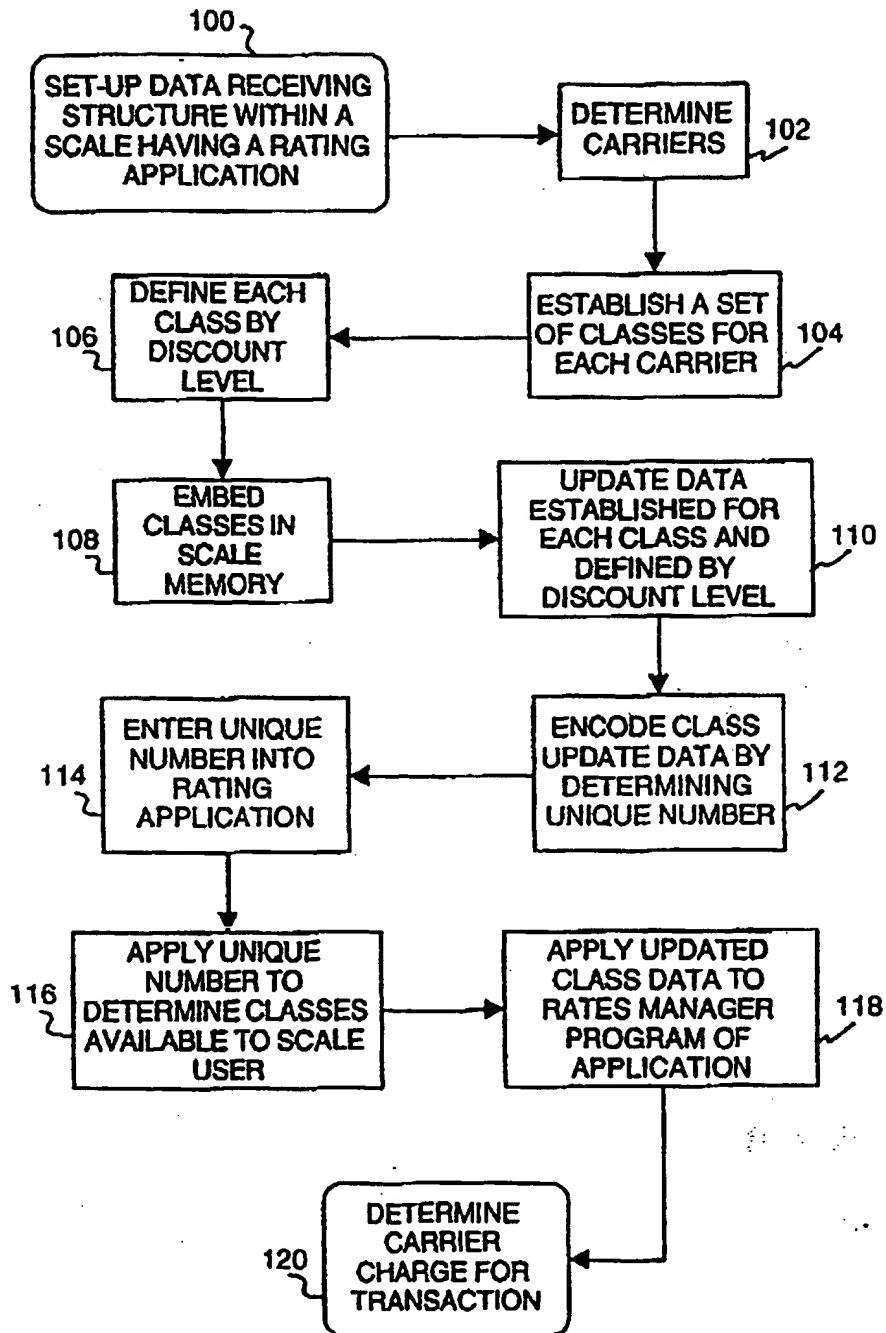 100
SET-UP DATA RECEIVING
STRUCTURE WITHIN A
SCALE HAVING A RATING
APPLICATION
DETERMINE
CARRIERS
102
ESTABLISH A SET
OF CLASSES FOR
EACH CARRIER
104
DEFINE EACH
CLASS BY
DISCOUNT
LEVEL
106
EMBED
CLASSES IN
SCALE
MEMORY
108
UPDATE DATA
ESTABLISHED FOR
EACH CLASS AND
DEFINED BY
DISCOUNT LEVEL
110
ENCODE CLASS
UPDATE DATA BY
DETERMINING
UNIQUE NUMBER
112
ENTER UNIQUE
NUMBER INTO
RATING
APPLICATION
114
APPLY UNIQUE
NUMBER TO
DETERMINE CLASSES
AVAILABLE TO SCALE
USER
116
APPLY UPDATED
CLASS DATA TO
RATES MANAGER
PROGRAM OF
APPLICATION
118
DETERMINE
CARRIER
CHARGE FOR
TRANSACTION
120